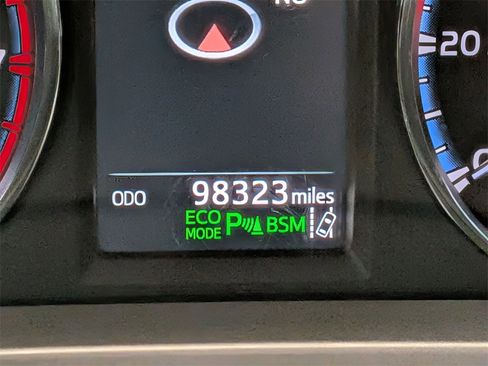 20
ODO 98323 miles
ECO MODE P BSM